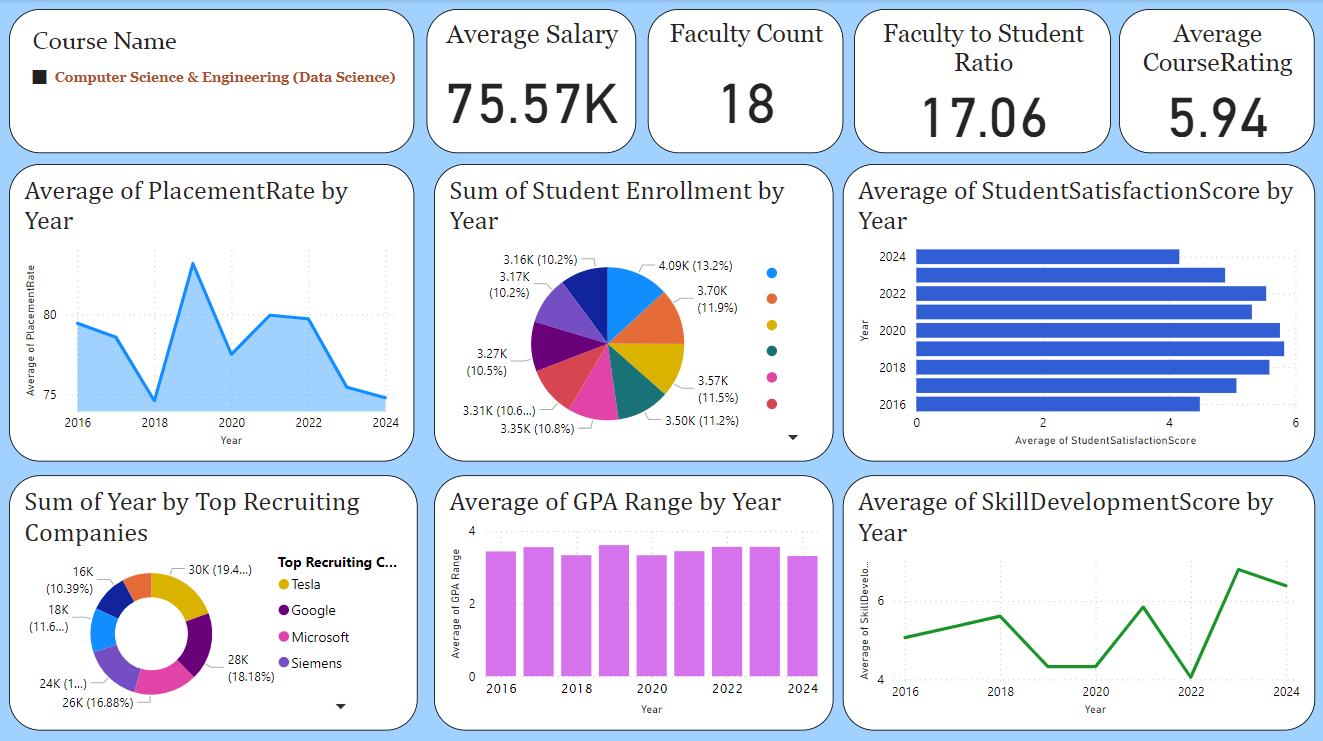 Course Name
Computer Science & Engineering (Data Science)
Average Salary
75.57K
Faculty Count
18
Faculty to Student
Ratio
17.06
Average
CourseRating
5.94
Average of PlacementRate by
Year
Average of PlacementRate
80
75
2016
2018
2020
2022
2024
Year
Sum of Student Enrollment by
Year
3.16K (10.2%)
4.09K (13.2%)
3.17K
(10.2%)
3.70K
(11.9%)
3.27K
(10.5%)
3.57K
(11.5%)
3.31K (10.6...)
3.50K (11.2%)
3.35K (10.8%)
Average of StudentSatisfactionScore by
Year
Year
2024
2022
2020
2018
2016
0
2
4
6
Average of StudentSatisfactionScore
Sum of Year by Top Recruiting
Companies
16K
(10.39%)
30K (19.4...)
18K
(11.6...)
28K
(18.18%)
24K (1...)
26K (16.88%)
Top Recruiting C...
Tesla
Google
Microsoft
Siemens
Average of GPA Range by Year
Average of GPA Range
4
2
0
2016
2018
2020
2022
2024
Year
Average of SkillDevelopmentScore by
Year
Average of SkillDevelo...
6
4
2016
2018
2020
2022
2024
Year